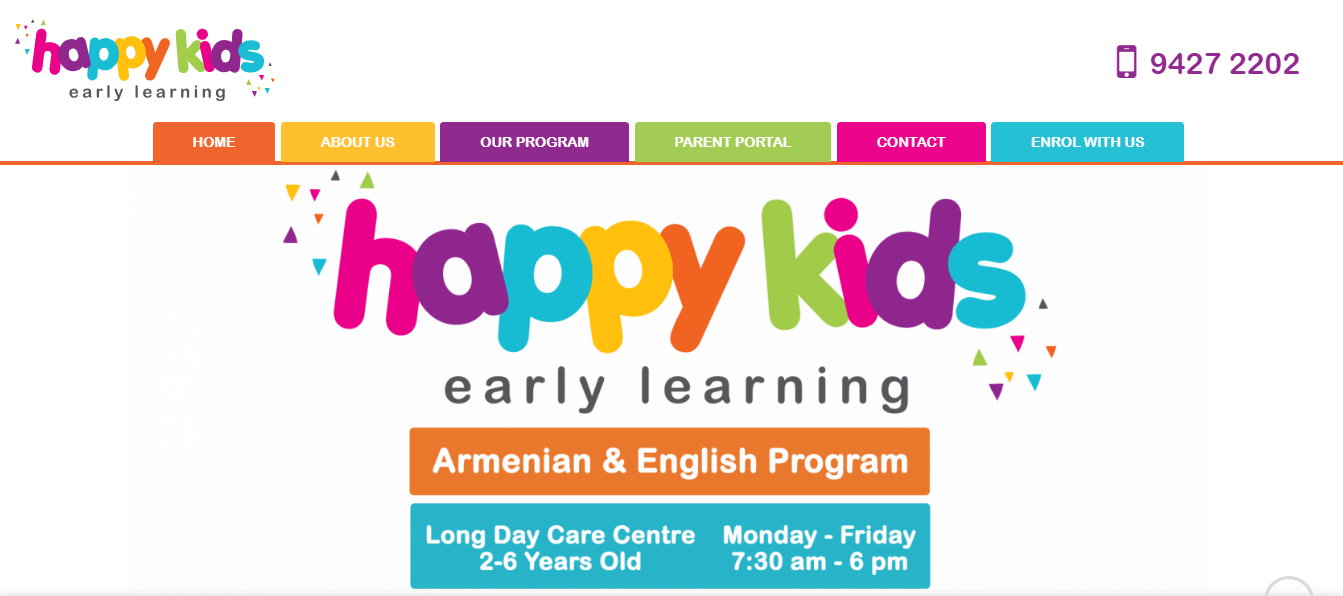 happy kids
early learning
9427 2202
HOME
ABOUT US
OUR PROGRAM
PARENT PORTAL
CONTACT
ENROL WITH US
happy kids
early learning
Armenian & English Program
Long Day Care Centre
2-6 Years Old
Monday - Friday
7:30 am - 6 pm